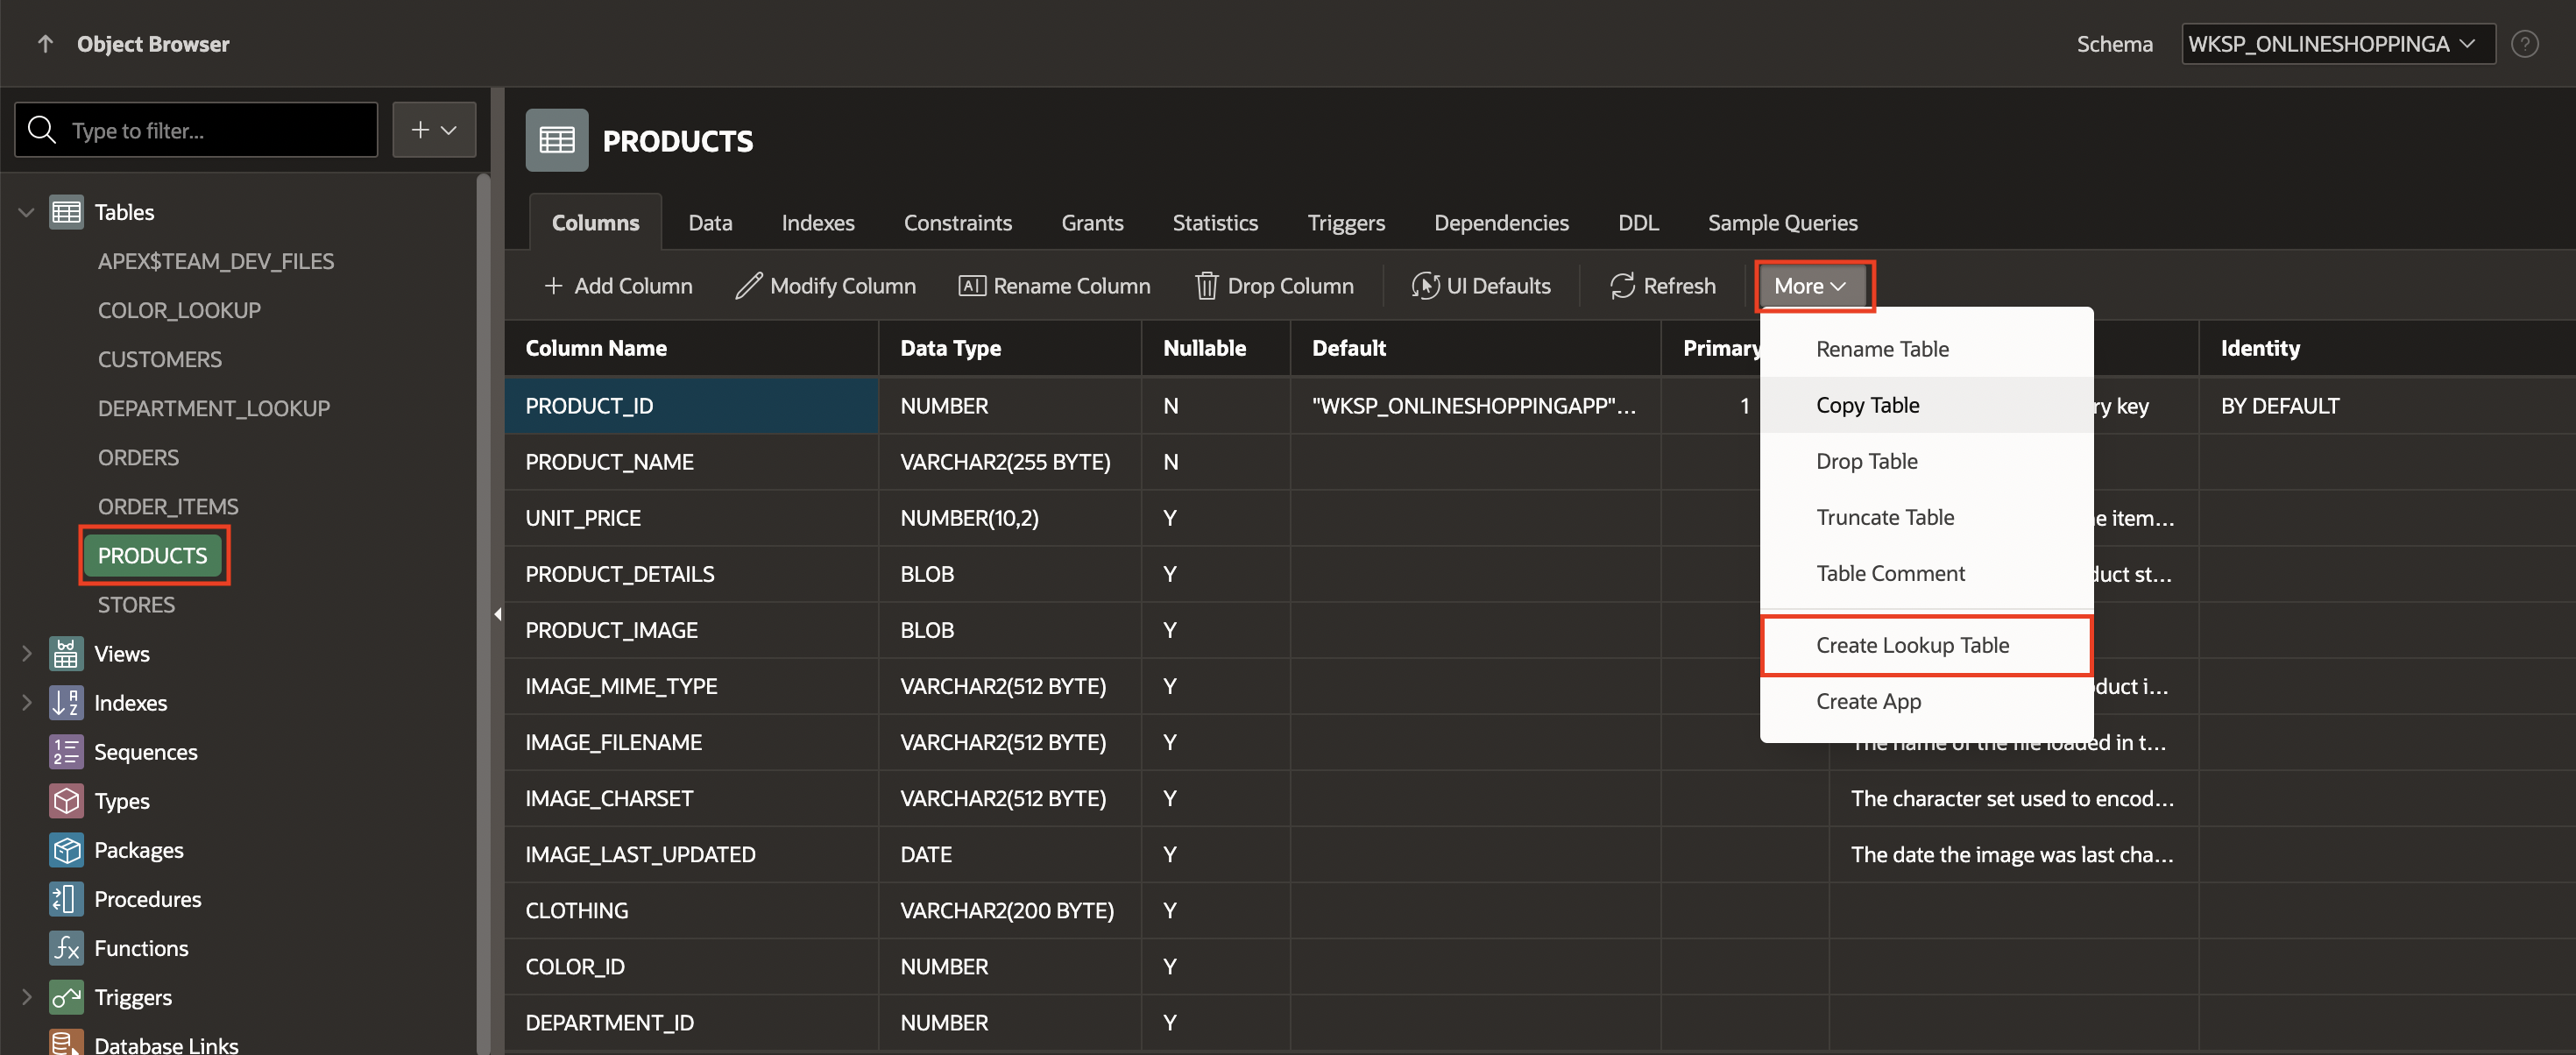 Object Browser
Schema
WKSP_ONLINESHOPPINGA
?
Type to filter...
PRODUCTS
Tables
APEX$TEAM_DEV_FILES
COLOR_LOOKUP
CUSTOMERS
DEPARTMENT_LOOKUP
ORDERS
ORDER_ITEMS
PRODUCTS
STORES
Views
Indexes
Sequences
Types
Packages
Procedures
Functions
Triggers
Database Links
Columns Data Indexes Constraints Grants Statistics Triggers Dependencies DDL Sample Queries
+ Add Column Modify Column Rename Column Drop Column UI Defaults Refresh More
Column Name Data Type Nullable Default Primary Identity
PRODUCT_ID NUMBER N "WKSP_ONLINESHOPPINGAPP"... 1 ry key BY DEFAULT
PRODUCT_NAME VARCHAR2(255 BYTE) N
UNIT_PRICE NUMBER(10,2) Y e item...
PRODUCT_DETAILS BLOB Y duct st...
PRODUCT_IMAGE BLOB Y
IMAGE_MIME_TYPE VARCHAR2(512 BYTE) Y duct i...
IMAGE_FILENAME VARCHAR2(512 BYTE) Y The name of the file loaded in t...
IMAGE_CHARSET VARCHAR2(512 BYTE) Y The character set used to encod...
IMAGE_LAST_UPDATED DATE Y The date the image was last cha...
CLOTHING VARCHAR2(200 BYTE) Y
COLOR_ID NUMBER Y
DEPARTMENT_ID NUMBER Y
Rename Table
Copy Table
Drop Table
Truncate Table
Table Comment
Create Lookup Table
Create App